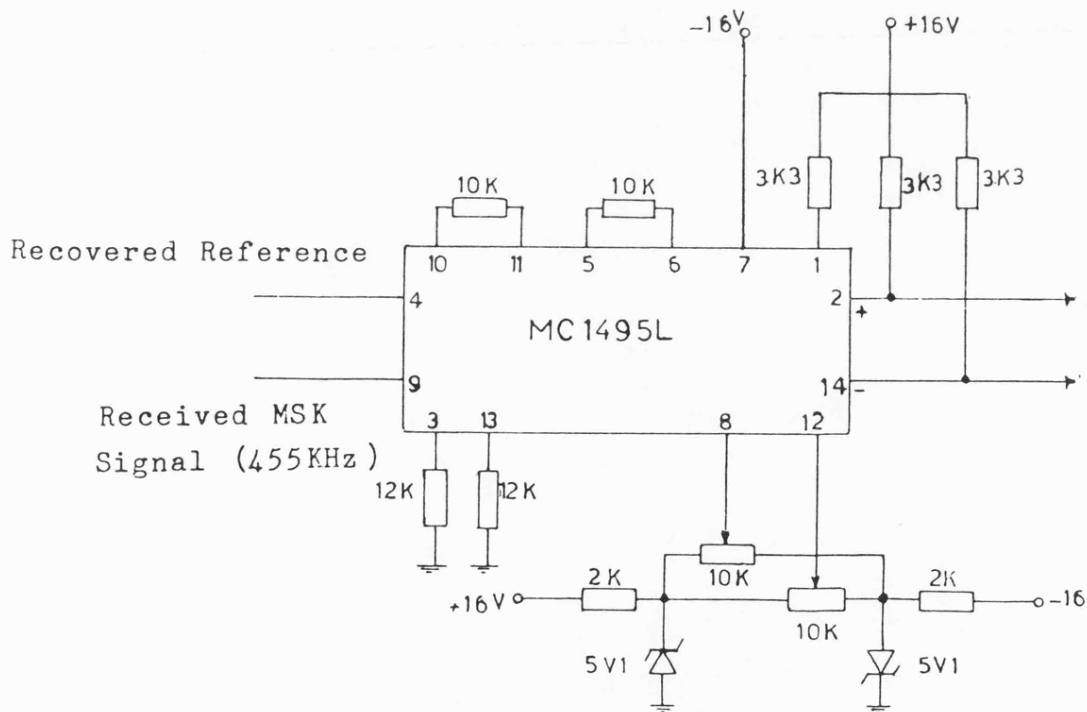 -16V
+16V
3K3
3K3
3K3
10K
10K
Recovered Reference
10
11
5
6
7
1
4
2
+
MC1495L
9
14
-
Received MSK
3
13
8
12
Signal (455KHz)
12K
12K
10K
2K
2K
+16V
-16
10K
5V1
5V1